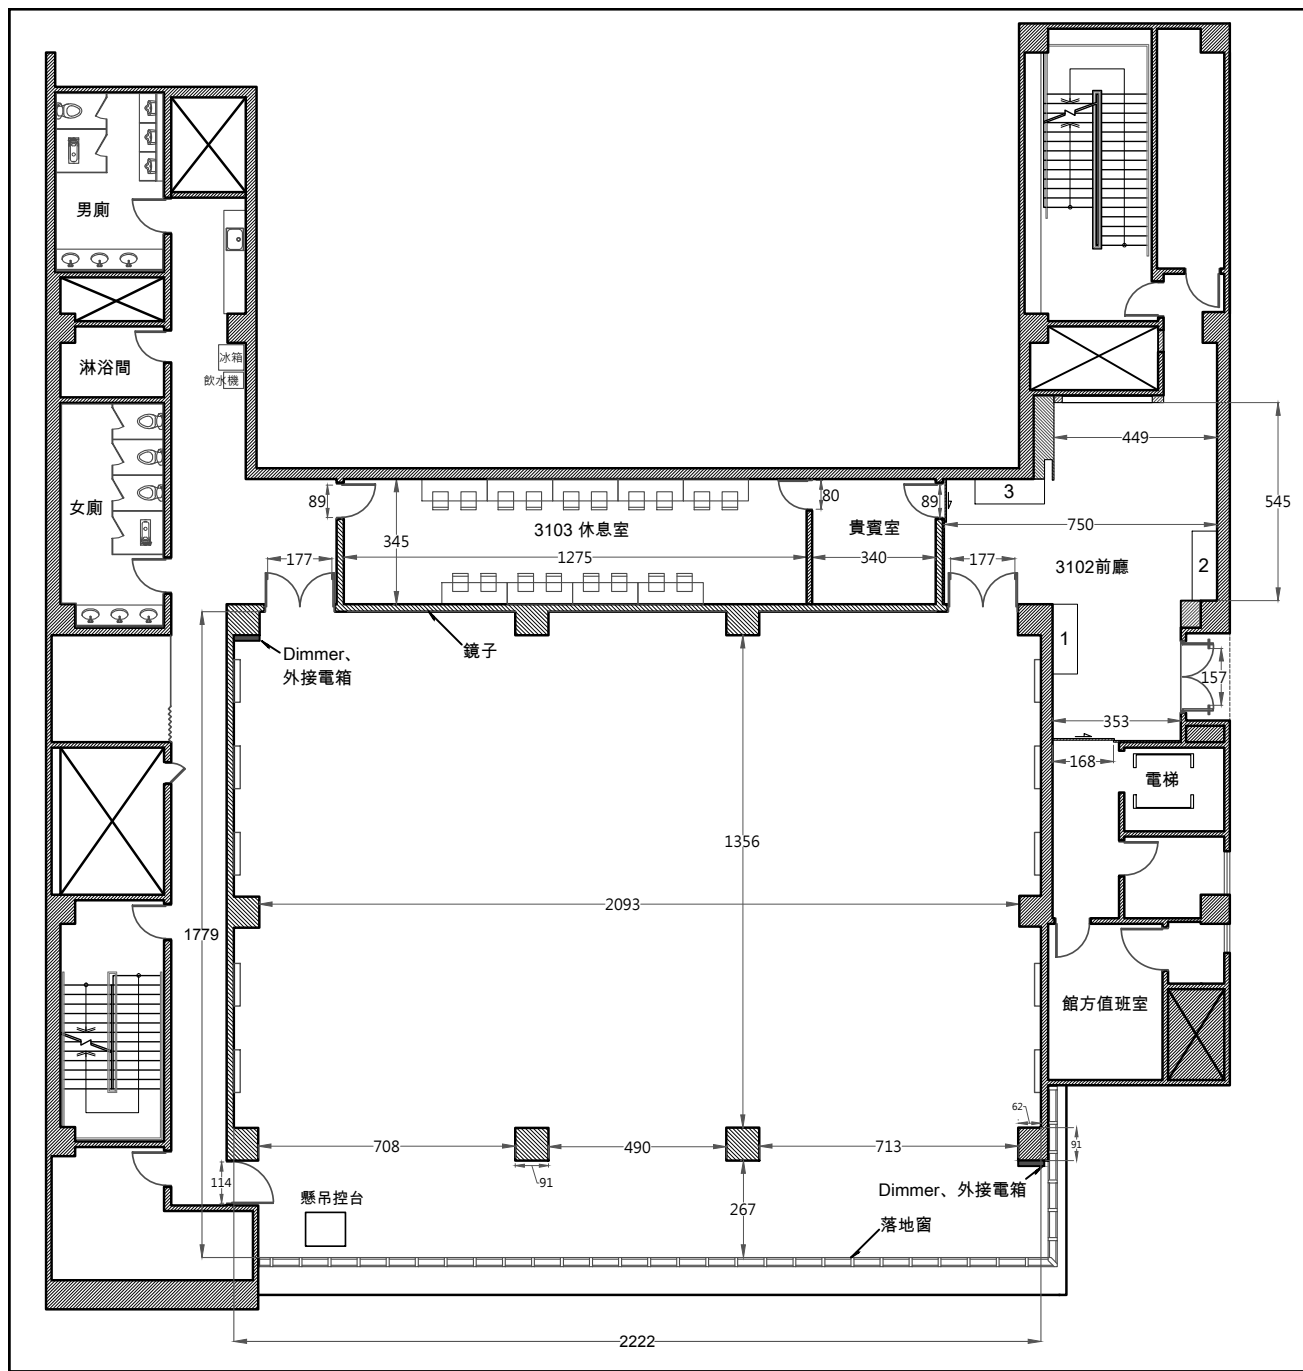 男廁
淋浴間
冰箱
飲水機
女廁
449
545
3
89
345
3103 休息室
1275
80
貴賓室
340
89
750
177
177
3102前廳
2
1
鏡子
Dimmer、
外接電箱
157
353
168
電梯
1356
2093
1779
館方值班室
62
91
708
490
713
91
114
懸吊控台
267
Dimmer、外接電箱
落地窗
2222